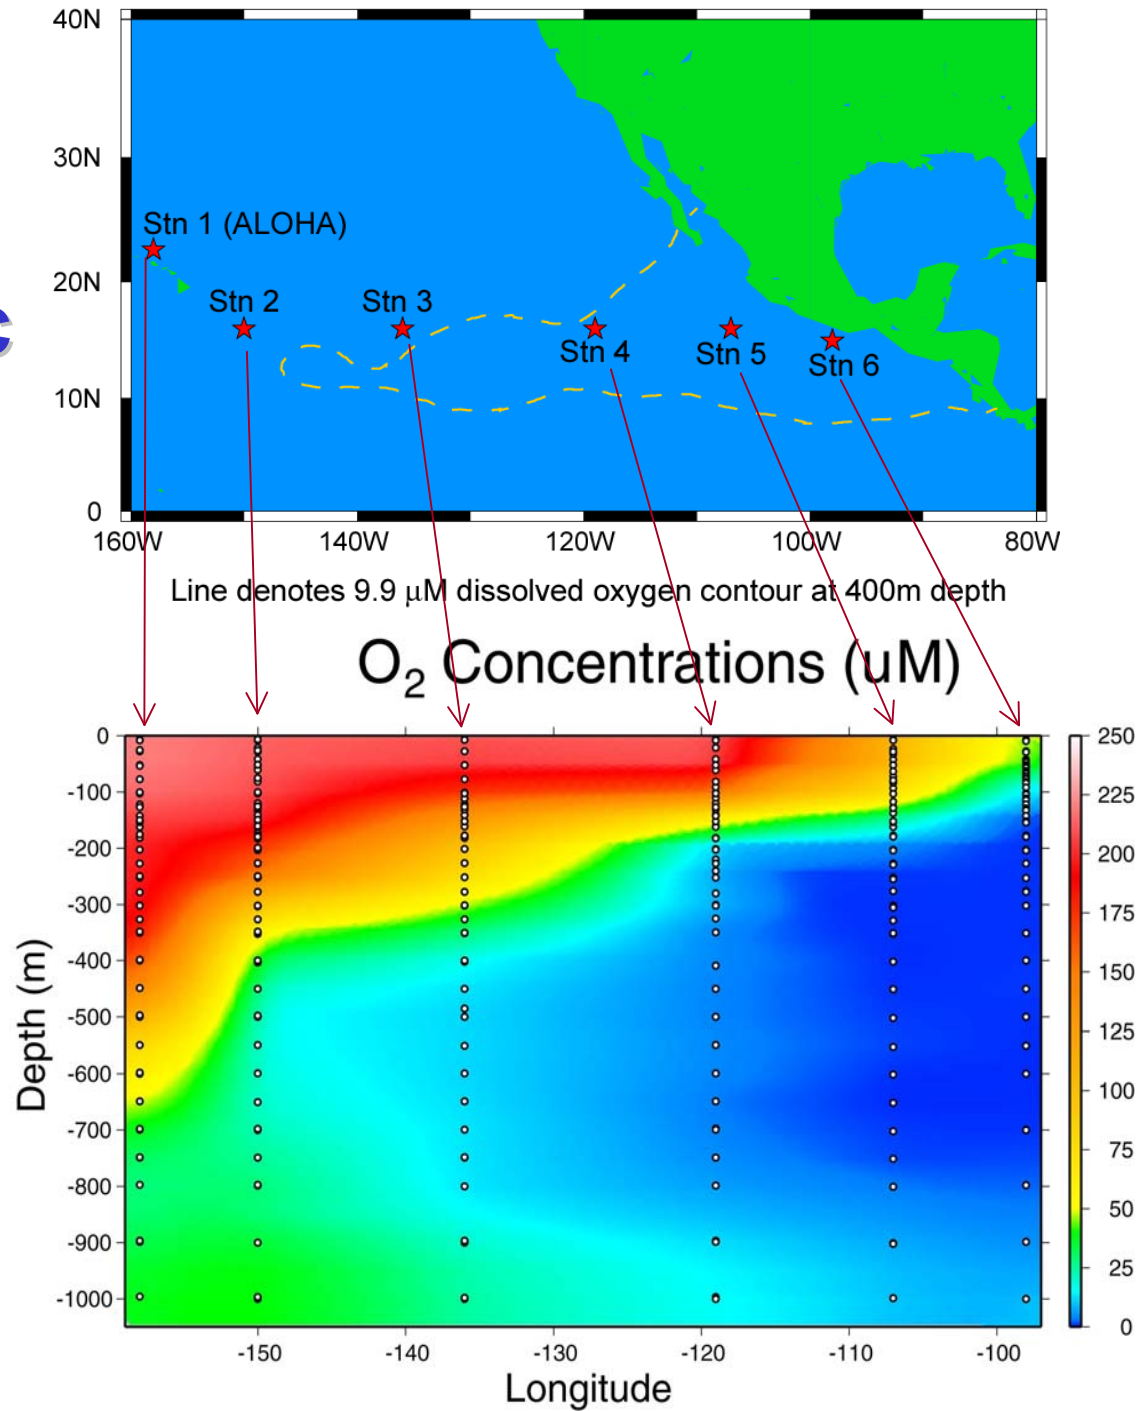 40N
30N
20N
10N
0
Stn 1 (ALOHA)
Stn 2
Stn 3
Stn 4
Stn 5
Stn 6
C
160W 140W 120W 100W 80W
Line denotes 9.9 µM dissolved oxygen contour at 400m depth
O₂ Concentrations (uM)
0
-100
-200
-300
-400
-500
-600
-700
-800
-900
-1000
Depth (m)
250
225
200
175
150
125
100
75
50
25
0
-150 -140 -130 -120 -110 -100
Longitude